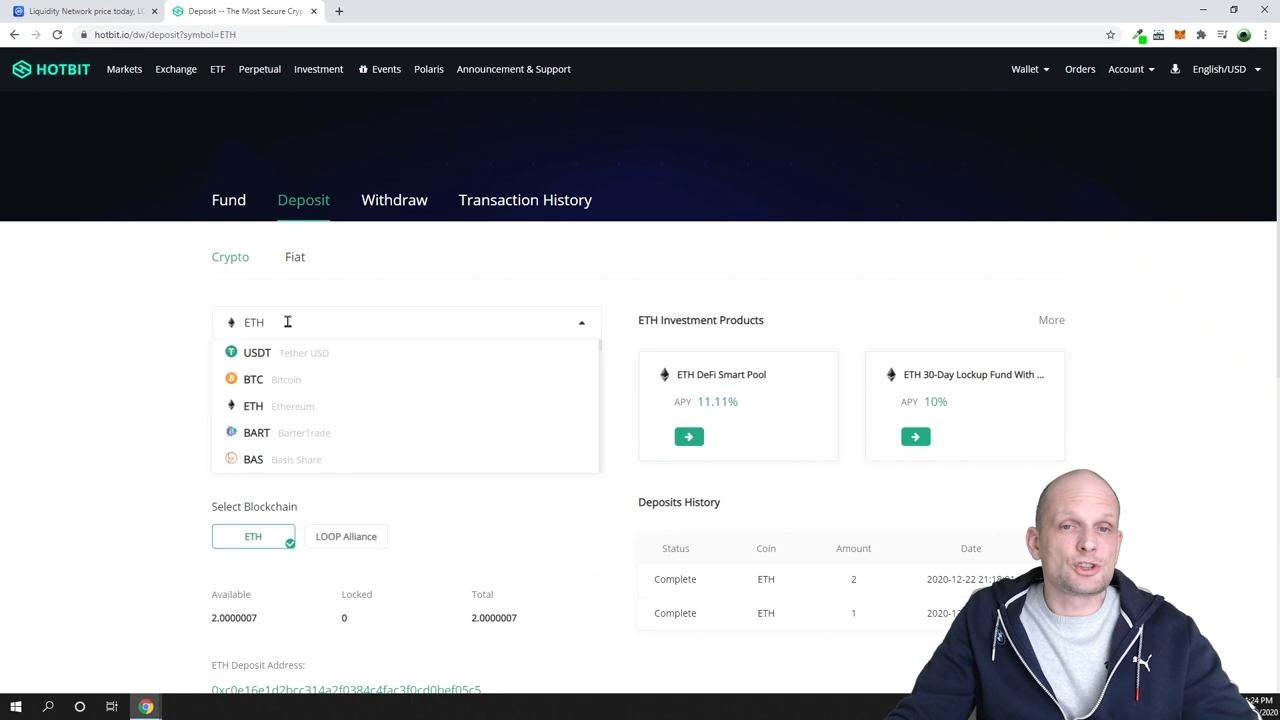 Liquidity Network price today, LQ
Deposit -- The Most Secure Cryp
hotbit.io/dw/deposit?symbol=ETH
HOTBIT Markets Exchange ETF Perpetual Investment Events Polaris Announcement & Support Wallet Orders Account English/USD
Fund Deposit Withdraw Transaction History
Crypto Fiat
ETH
USDT Tether USD
BTC Bitcoin
ETH Ethereum
BART BarterTrade
BAS Basis Share
ETH Investment Products More
ETH DeFi Smart Pool
APY 11.11%
ETH 30-Day Lockup Fund With ...
APY 10%
Select Blockchain
ETH LOOP Alliance
Available Locked Total
2.0000007 0 2.0000007
ETH Deposit Address:
Deposits History
Status Coin Amount Date
Complete ETH 2 2020-12-22
Complete ETH 1